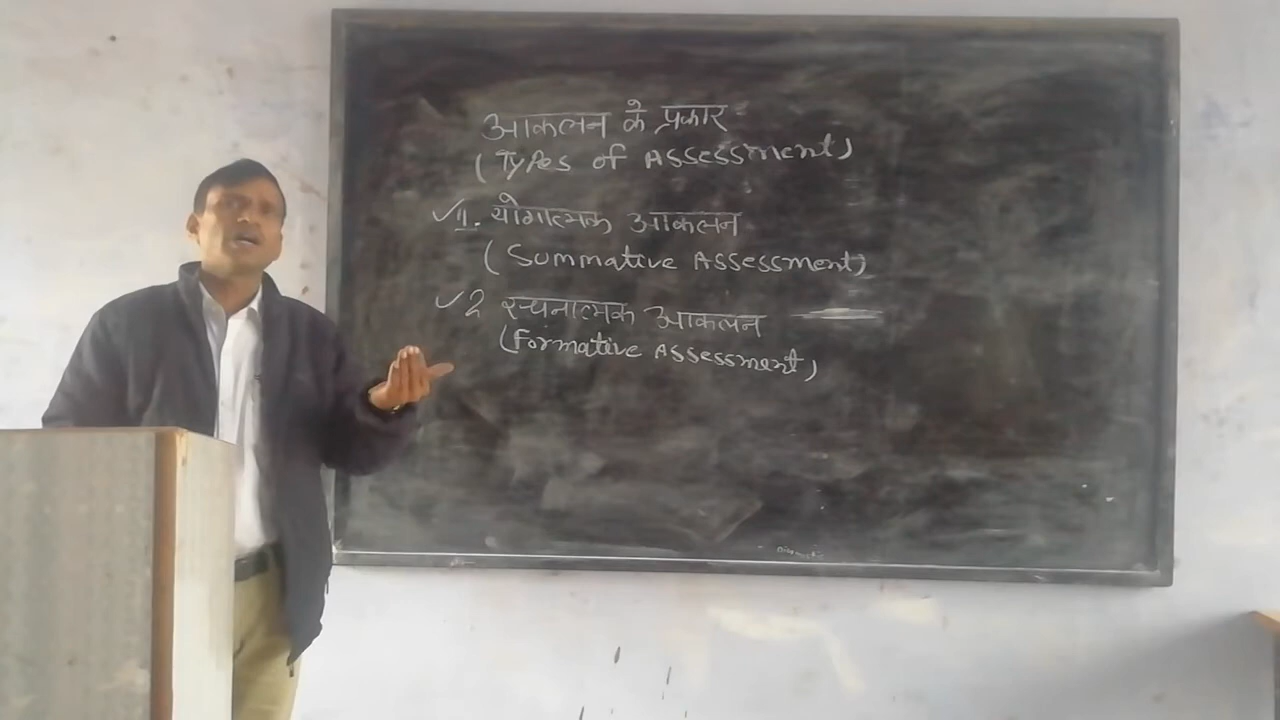 आकलन के प्रकार
(Types of Assessment)
✓1. योगात्मक आकलन
(Summative Assessment)
✓2 रचनात्मक आकलन
(Formative Assessment)